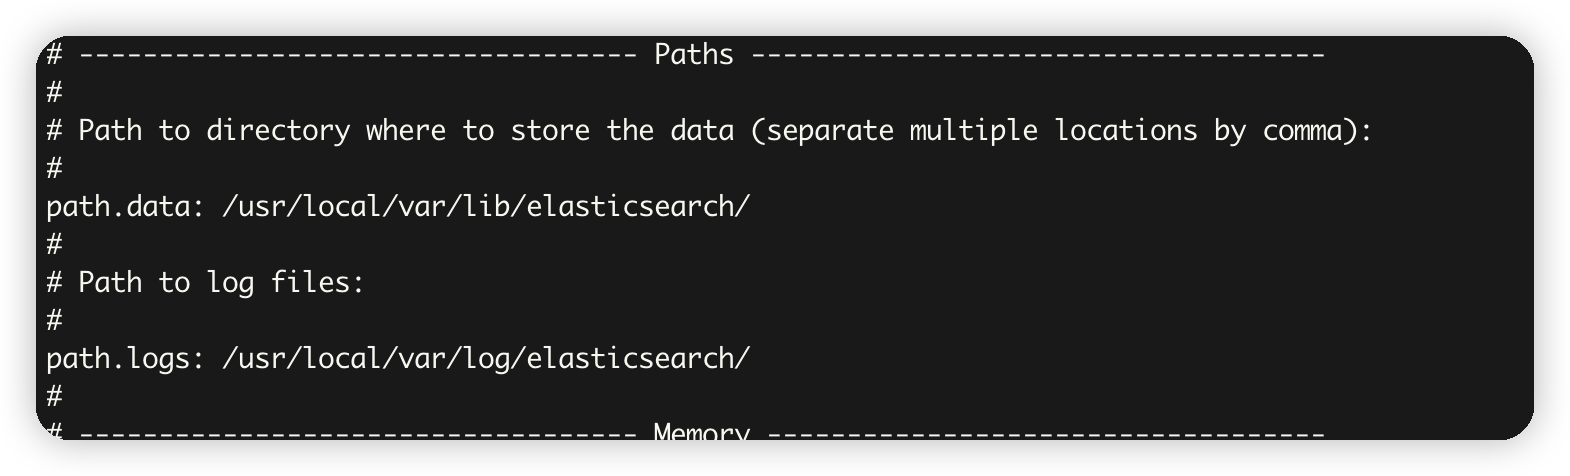 # ----------------------------------- Paths ------------------------------------
#
# Path to directory where to store the data (separate multiple locations by comma):
#
path.data: /usr/local/var/lib/elasticsearch/
#
# Path to log files:
#
path.logs: /usr/local/var/log/elasticsearch/
#
# ----------------------------------- Memory -----------------------------------